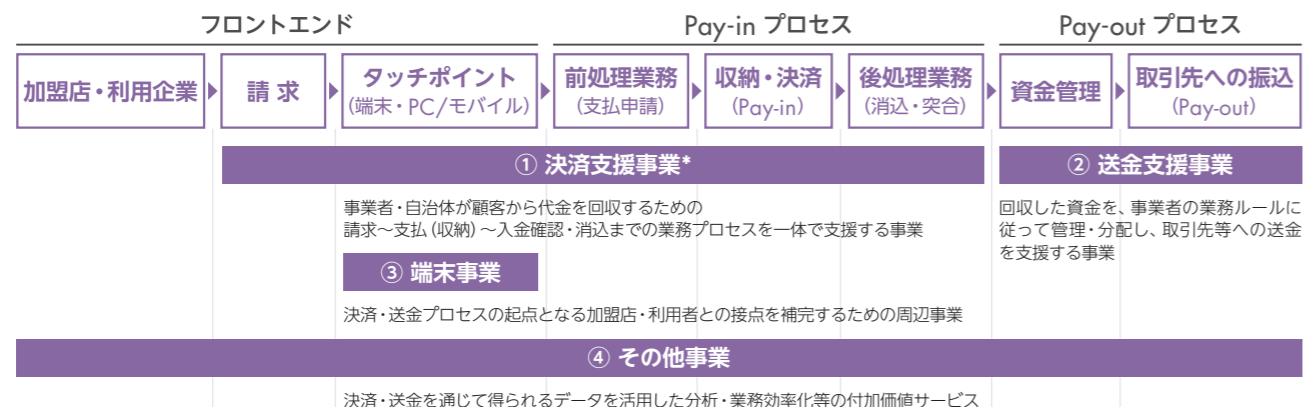 フロントエンド
Pay-in プロセス
Pay-out プロセス
加盟店・利用企業
請 求
タッチポイント
(端末・PC/モバイル)
前処理業務
(支払申請)
収納・決済
(Pay-in)
後処理業務
(消込・突合)
資金管理
取引先への振込
(Pay-out)
① 決済支援事業*
② 送金支援事業
事業者・自治体が顧客から代金を回収するための
請求～支払(収納)～入金確認・消込までの業務プロセスを一体で支援する事業
回収した資金を、事業者の業務ルールに
従って管理・分配し、取引先等への送金
を支援する事業
③ 端末事業
決済・送金プロセスの起点となる加盟店・利用者との接点を補完するための周辺事業
④ その他事業
決済・送金を通じて得られるデータを活用した分析・業務効率化等の付加価値サービス